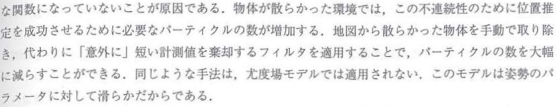 な関数になっていないことが原因である．物体が散らかった環境では，この不連続性のために位置推
定を成功させるために必要なパーティクルの数が増加する．地図から散らかった物体を手動で取り除
き，代わりに「意外に」短い計測値を棄却するフィルタを適用することで，パーティクルの数を大幅
に減らすことができる．同じような手法は，尤度場モデルでは適用されない．このモデルは姿勢のパ
ラメータに対して滑らかだからである．